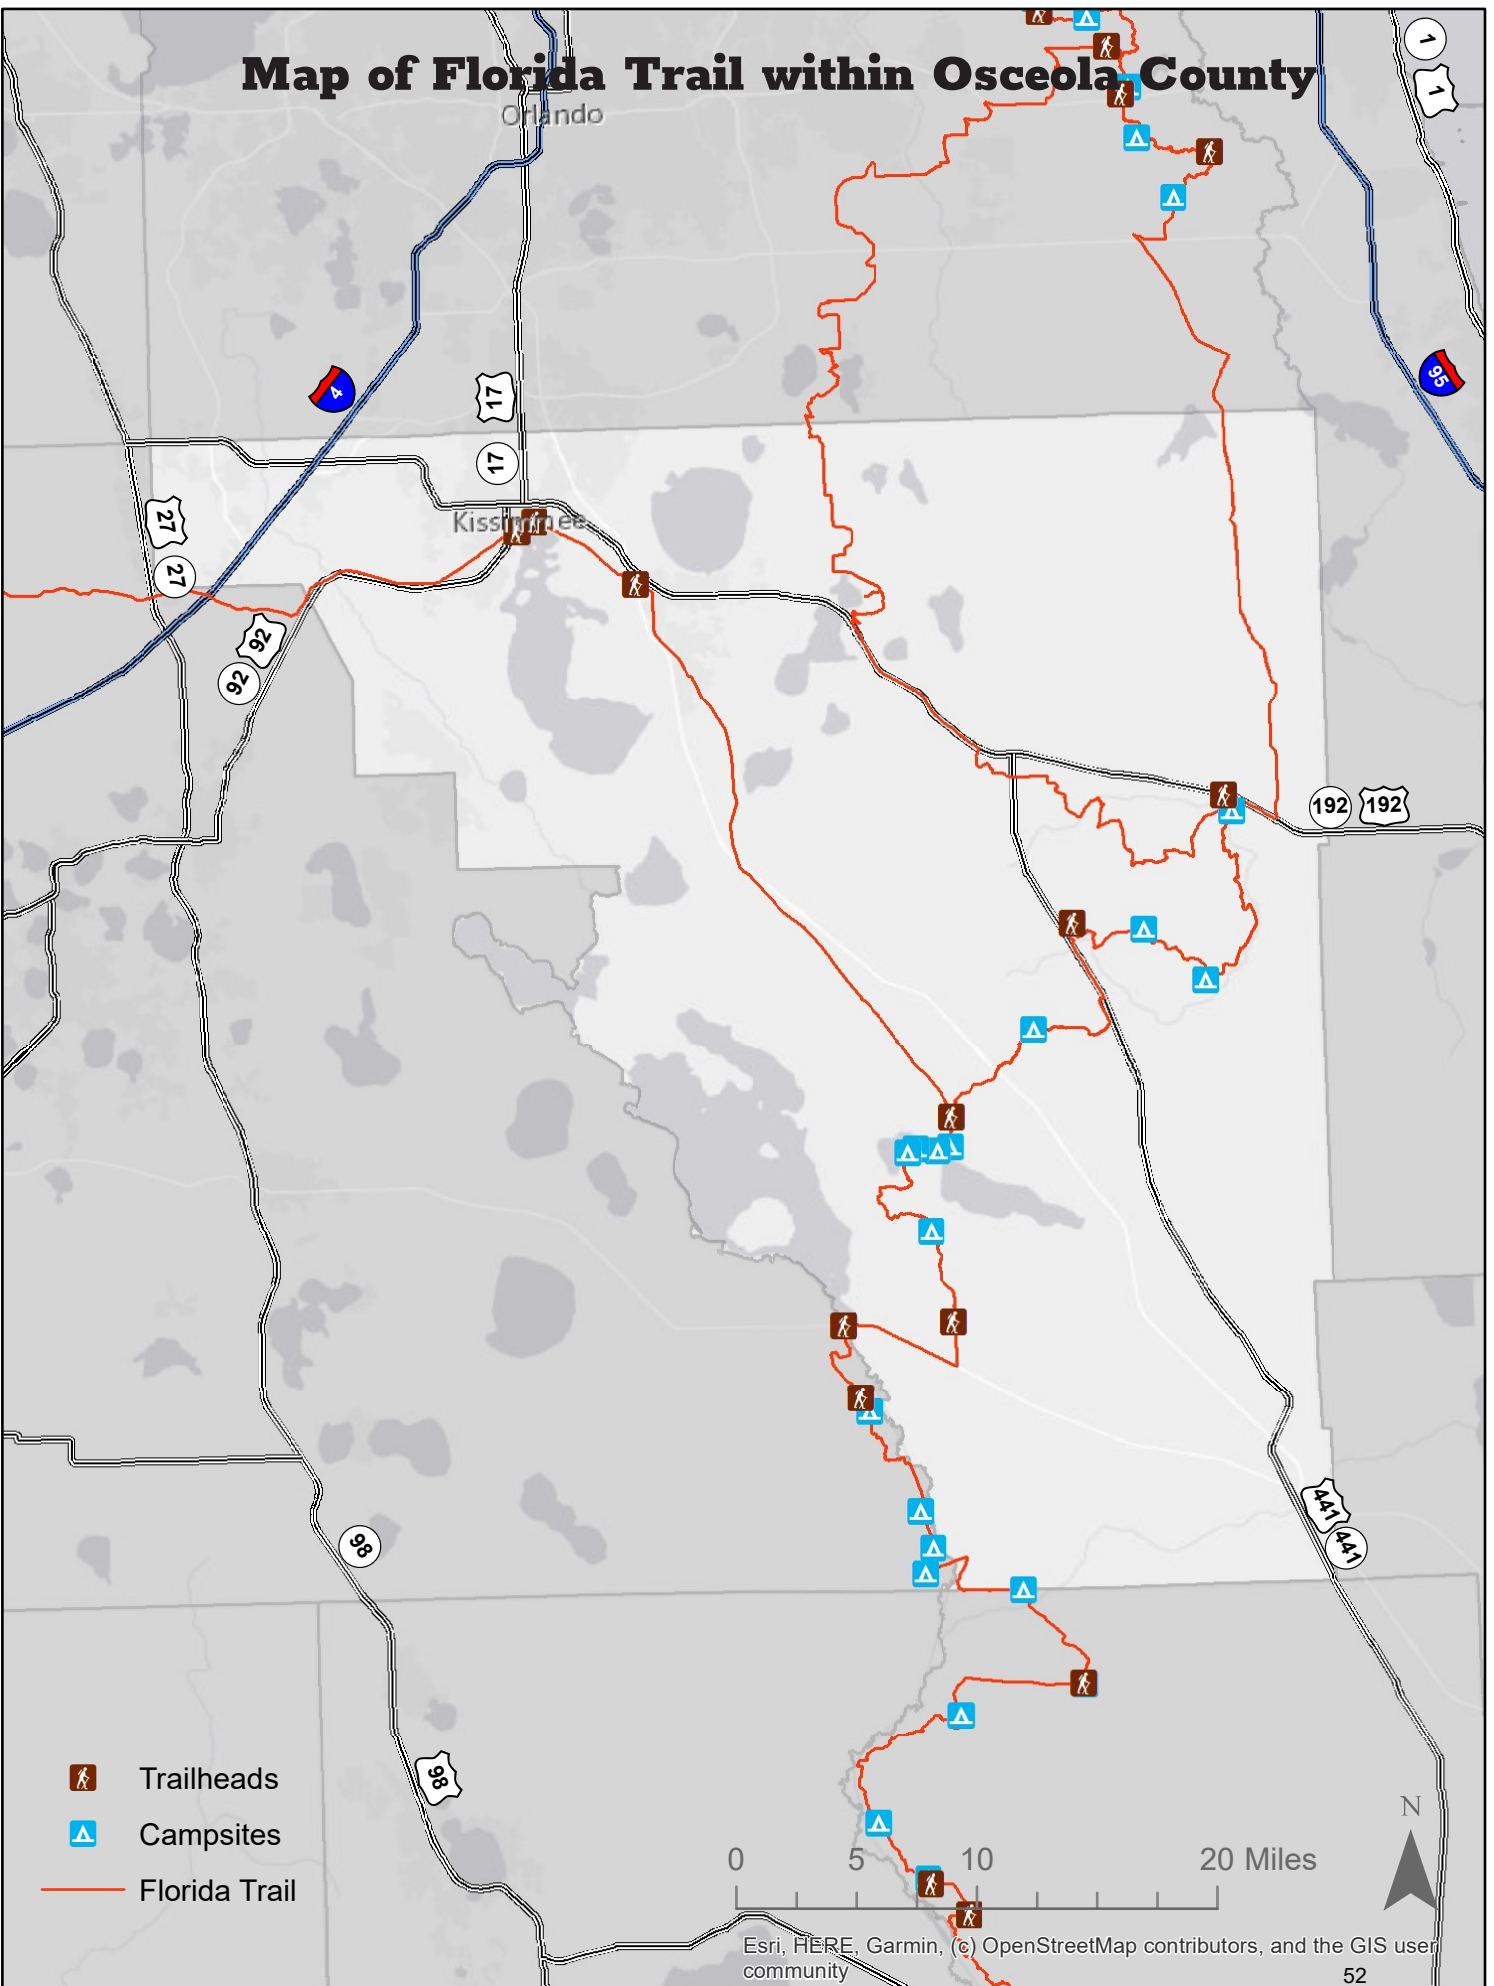 1
1
Map of Florida Trail within Osceola County
Orlando
4
17
95
17
Kissimmee
27
27
92
92
192 192
441
441
98
98
Trailheads
Campsites
Florida Trail
N
0 5 10 20 Miles
Esri, HERE, Garmin, (c) OpenStreetMap contributors, and the GIS user
community
52